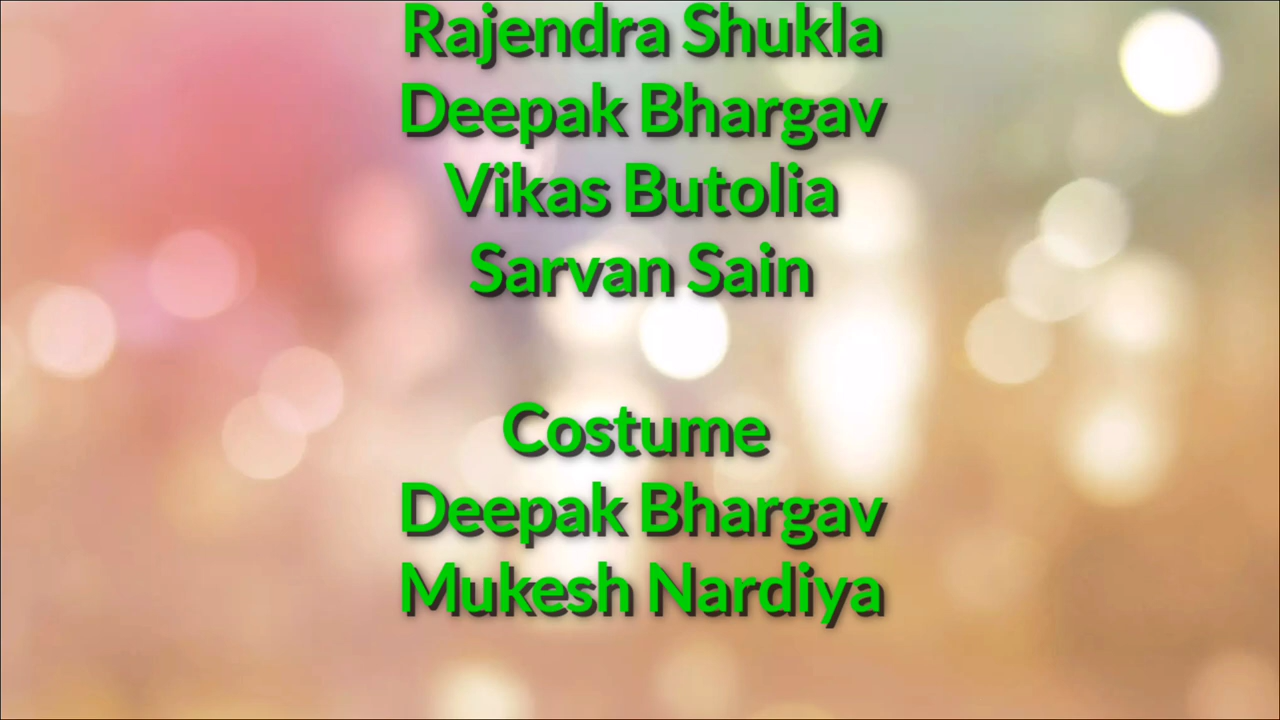 Rajendra Shukla
Deepak Bhargav
Vikas Butolia
Sarvan Sain
Costume
Deepak Bhargav
Mukesh Nardiya